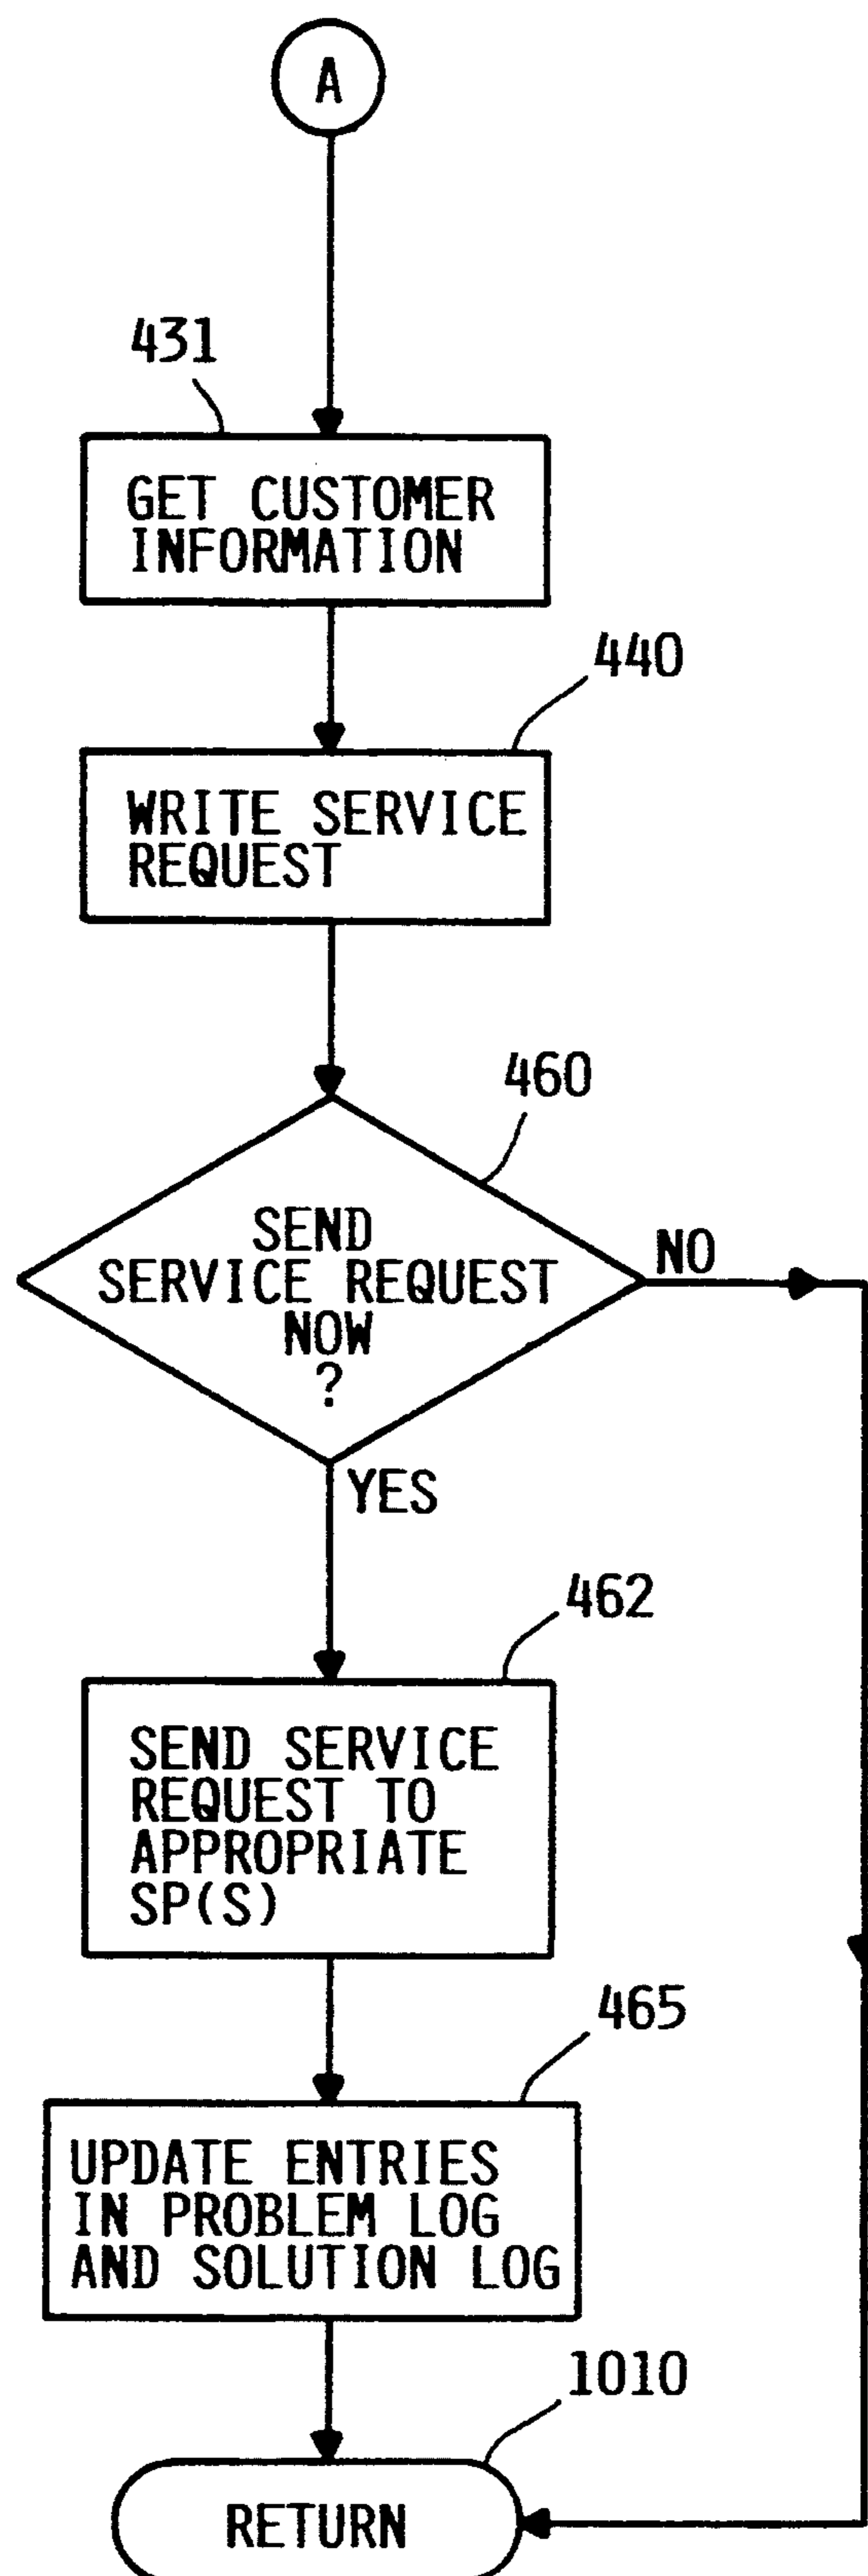 A
431
GET CUSTOMER
INFORMATION
440
WRITE SERVICE
REQUEST
460
SEND
SERVICE REQUEST
NOW
?
NO
YES
462
SEND SERVICE
REQUEST TO
APPROPRIATE
SP(S)
465
UPDATE ENTRIES
IN PROBLEM LOG
AND SOLUTION LOG
1010
RETURN